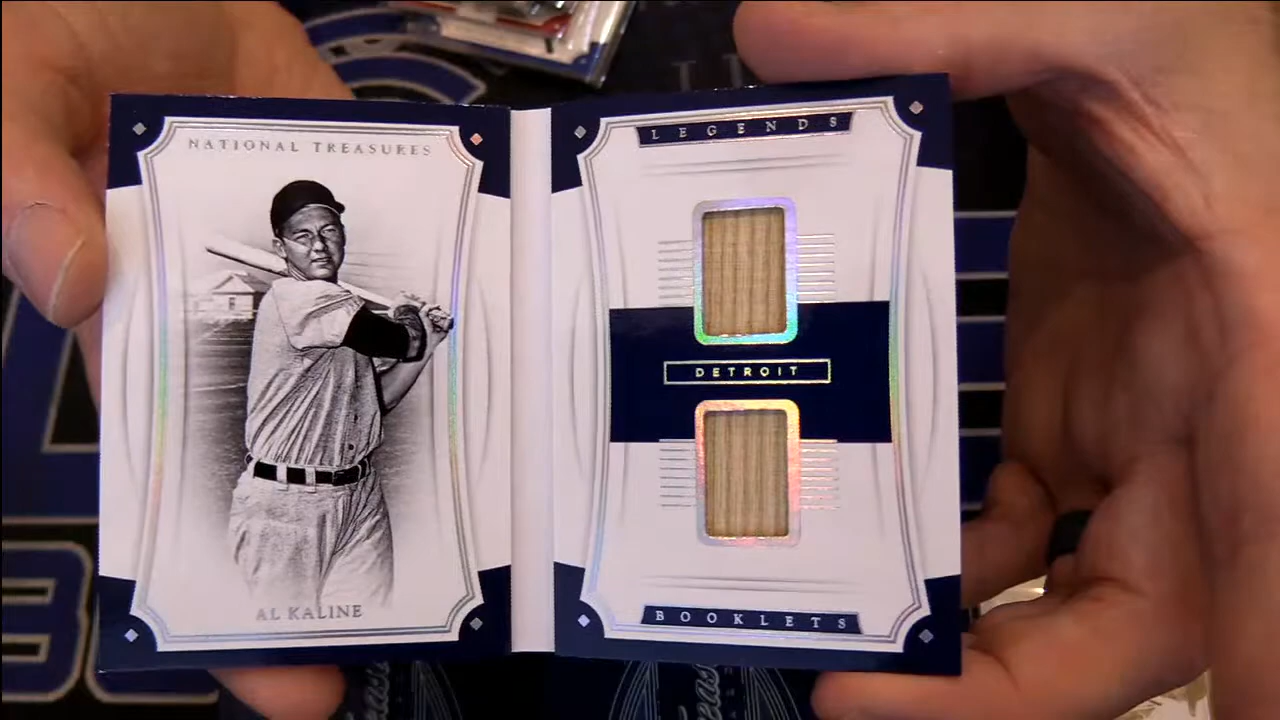 NATIONAL TREASURES
AL KALINE
LEGENDS
DETROIT
BOOKLETS